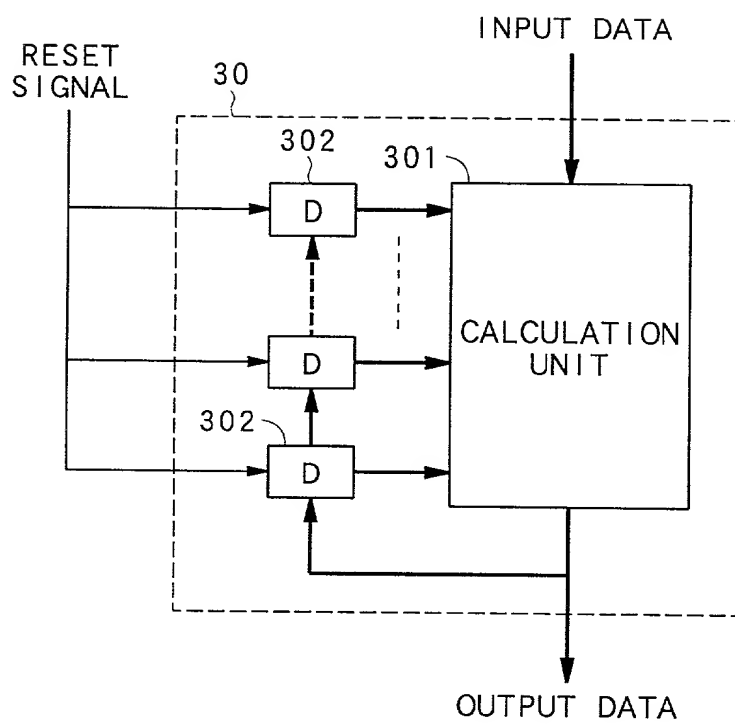 INPUT DATA
RESET
SIGNAL
30
302
301
D
CALCULATION
UNIT
D
302
D
OUTPUT DATA